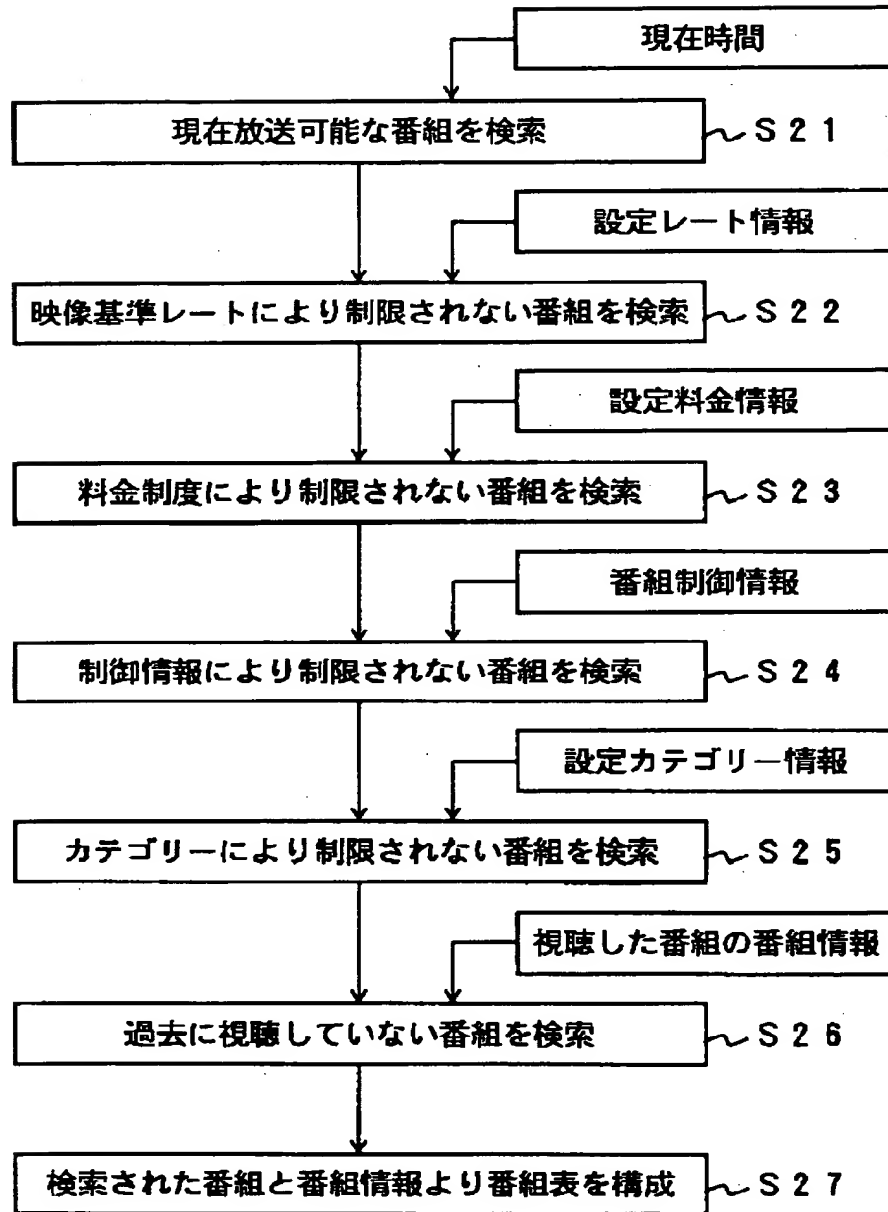 現在時間
現在放送可能な番組を検索 S21
設定レート情報
映像基準レートにより制限されない番組を検索 S22
設定料金情報
料金制度により制限されない番組を検索 S23
番組制御情報
制御情報により制限されない番組を検索 S24
設定カテゴリー情報
カテゴリーにより制限されない番組を検索 S25
視聴した番組の番組情報
過去に視聴していない番組を検索 S26
検索された番組と番組情報より番組表を構成 S27